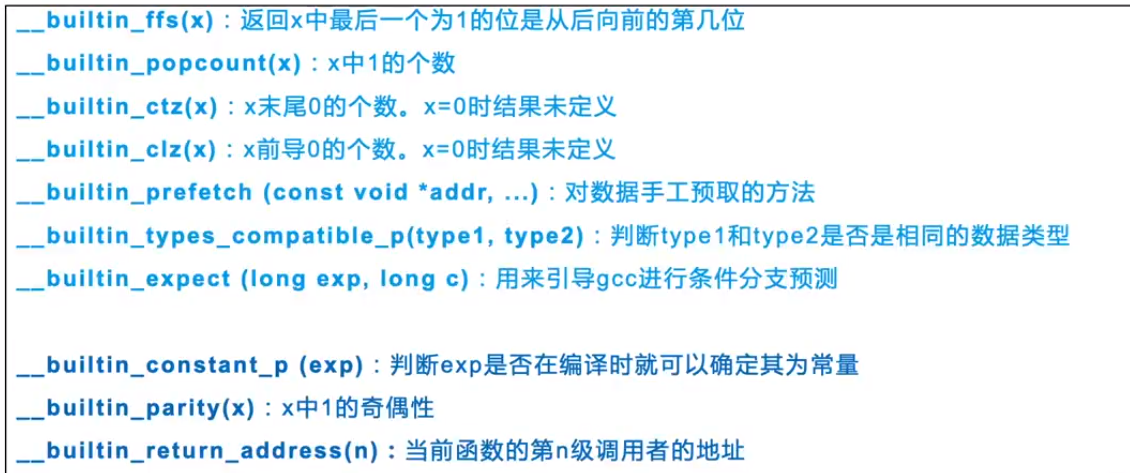 __builtin_ffs(x)：返回x中最后一个为1的位是从后向前的第几位
__builtin_popcount(x)：x中1的个数
__builtin_ctz(x)：x末尾0的个数。x=0时结果未定义
__builtin_clz(x)：x前导0的个数。x=0时结果未定义
__builtin_prefetch (const void *addr, ...)：对数据手工预取的方法
__builtin_types_compatible_p(type1, type2)：判断type1和type2是否是相同的数据类型
__builtin_expect (long exp, long c)：用来引导gcc进行条件分支预测
__builtin_constant_p (exp)：判断exp是否在编译时就可以确定其为常量
__builtin_parity(x)：x中1的奇偶性
__builtin_return_address(n)：当前函数的第n级调用者的地址